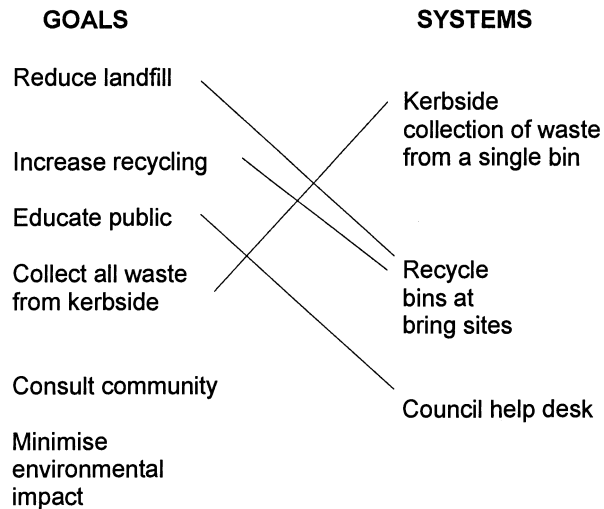 GOALS
Reduce landfill
Increase recycling
Educate public
Collect all waste
from kerbside
Consult community
Minimise
environmental
impact
SYSTEMS
Kerbside
collection of waste
from a single bin
Recycle
bins at
bring sites
Council help desk